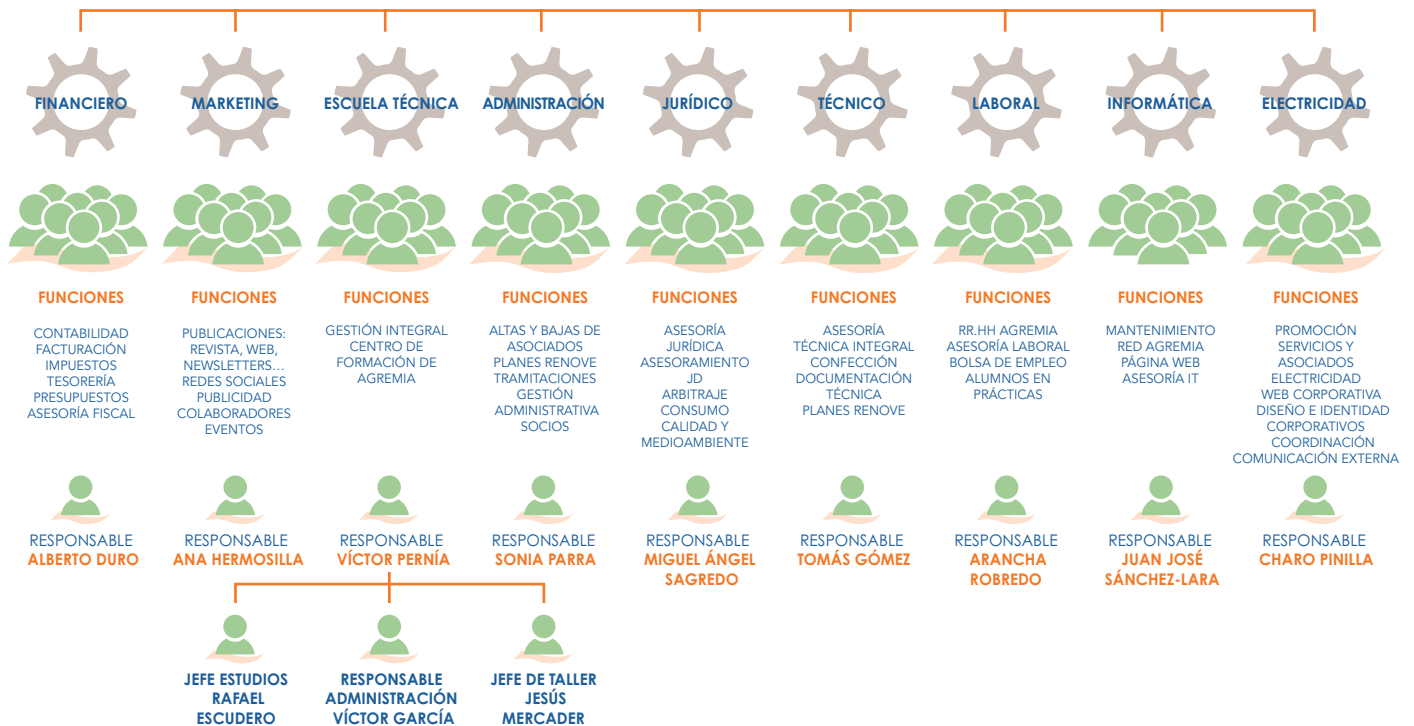 FINANCIERO
MARKETING
ESCUELA TÉCNICA
ADMINISTRACIÓN
JURÍDICO
TÉCNICO
LABORAL
INFORMÁTICA
ELECTRICIDAD
FUNCIONES
CONTABILIDAD
FACTURACIÓN
IMPUESTOS
TESORERÍA
PRESUPUESTOS
ASESORÍA FISCAL
FUNCIONES
PUBLICACIONES:
REVISTA, WEB,
NEWSLETTERS...
REDES SOCIALES
PUBLICIDAD
COLABORADORES
EVENTOS
FUNCIONES
GESTIÓN INTEGRAL
CENTRO DE
FORMACIÓN DE
AGREMIA
FUNCIONES
ALTAS Y BAJAS DE
ASOCIADOS
PLANES RENOVE
TRAMITACIONES
GESTIÓN
ADMINISTRATIVA
SOCIOS
FUNCIONES
ASESORÍA
JURÍDICA
ASESORAMIENTO
JD
ARBITRAJE
CONSUMO
CALIDAD Y
MEDIOAMBIENTE
FUNCIONES
ASESORÍA
TÉCNICA INTEGRAL
CONFECCIÓN
DOCUMENTACIÓN
TÉCNICA
PLANES RENOVE
FUNCIONES
RR.HH AGREMIA
ASESORÍA LABORAL
BOLSA DE EMPLEO
ALUMNOS EN
PRÁCTICAS
FUNCIONES
MANTENIMIENTO
RED AGREMIA
PÁGINA WEB
ASESORÍA IT
FUNCIONES
PROMOCIÓN
SERVICIOS Y
ASOCIADOS
ELECTRICIDAD
WEB CORPORATIVA
DISEÑO E IDENTIDAD
CORPORATIVOS
COORDINACIÓN
COMUNICACIÓN EXTERNA
RESPONSABLE
ALBERTO DURO
RESPONSABLE
ANA HERMOSILLA
RESPONSABLE
VÍCTOR PERNÍA
RESPONSABLE
SONIA PARRA
RESPONSABLE
MIGUEL ÁNGEL
SAGREDO
RESPONSABLE
TOMÁS GÓMEZ
RESPONSABLE
ARANCHA
ROBREDO
RESPONSABLE
JUAN JOSÉ
SÁNCHEZ-LARA
RESPONSABLE
CHARO PINILLA
JEFE ESTUDIOS
RAFAEL
ESCUDERO
RESPONSABLE
ADMINISTRACIÓN
VÍCTOR GARCÍA
JEFE DE TALLER
JESÚS
MERCADER